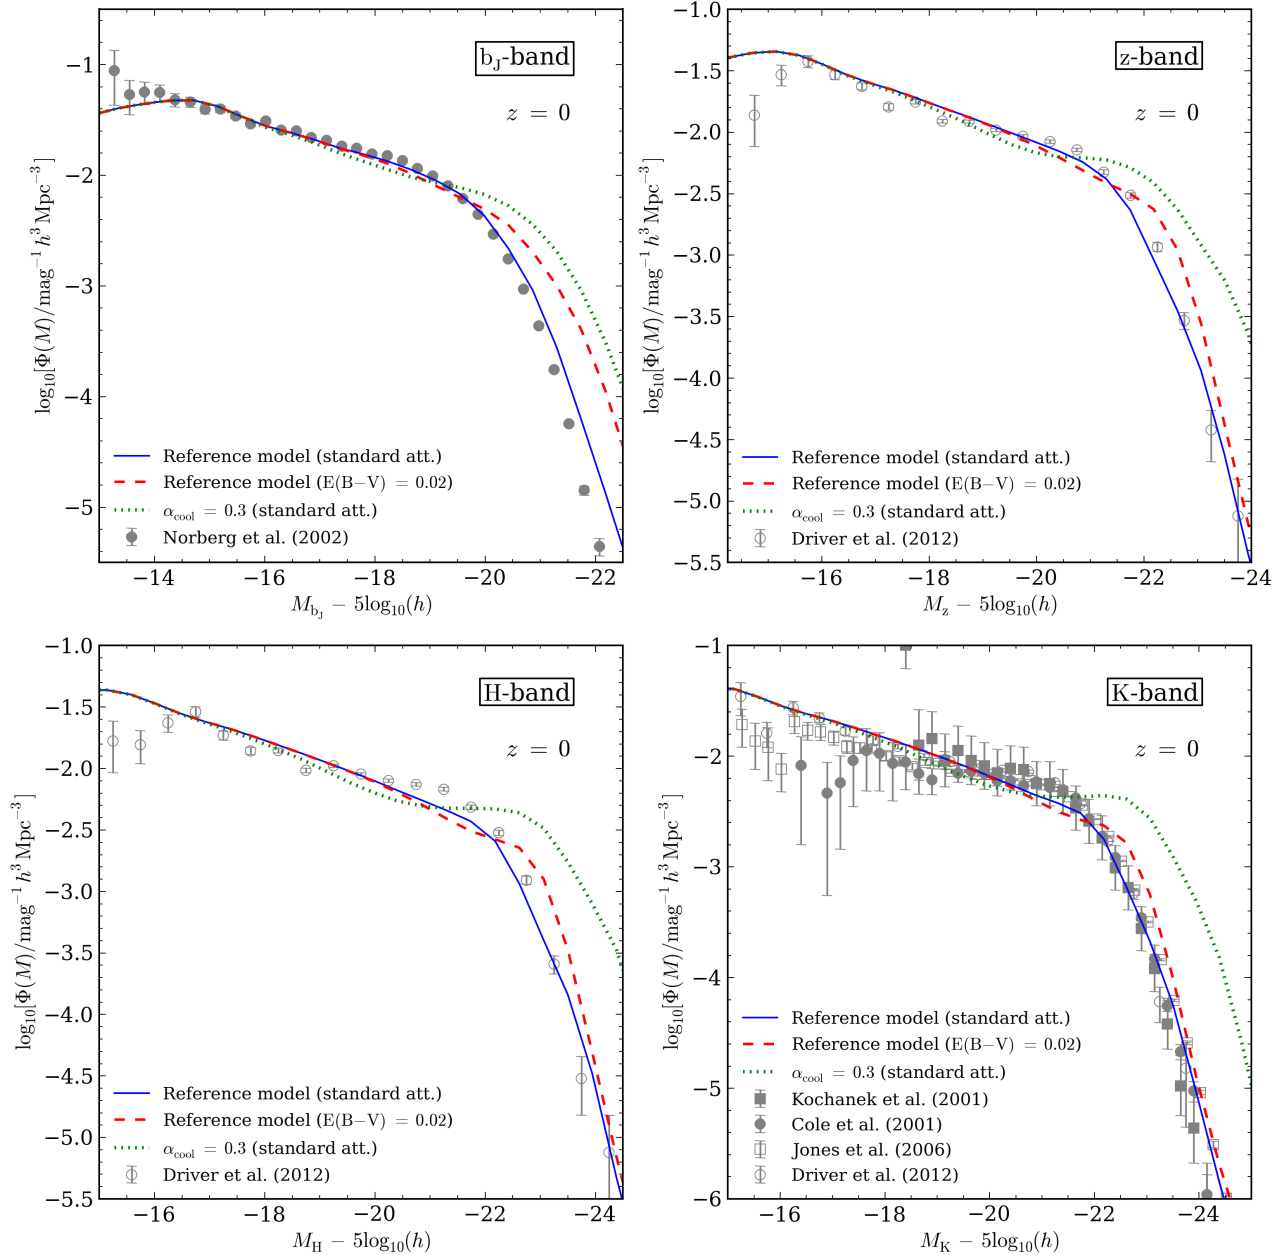 b_J-band
z = 0
log₁₀[Φ(M)/mag⁻¹ h³ Mpc⁻³]
−1
−2
−3
−4
−5
Reference model (standard att.)
Reference model (E(B−V) = 0.02)
α_cool = 0.3 (standard att.)
Norberg et al. (2002)
−14 −16 −18 −20 −22
M_bJ − 5log₁₀(h)
z-band
z = 0
log₁₀[Φ(M)/mag⁻¹ h³ Mpc⁻³]
−1.0
−1.5
−2.0
−2.5
−3.0
−3.5
−4.0
−4.5
−5.0
−5.5
Reference model (standard att.)
Reference model (E(B−V) = 0.02)
α_cool = 0.3 (standard att.)
Driver et al. (2012)
−16 −18 −20 −22 −24
M_z − 5log₁₀(h)
H-band
z = 0
log₁₀[Φ(M)/mag⁻¹ h³ Mpc⁻³]
−1.0
−1.5
−2.0
−2.5
−3.0
−3.5
−4.0
−4.5
−5.0
−5.5
Reference model (standard att.)
Reference model (E(B−V) = 0.02)
α_cool = 0.3 (standard att.)
Driver et al. (2012)
−16 −18 −20 −22 −24
M_H − 5log₁₀(h)
K-band
z = 0
log₁₀[Φ(M)/mag⁻¹ h³ Mpc⁻³]
−1
−2
−3
−4
−5
−6
Reference model (standard att.)
Reference model (E(B−V) = 0.02)
α_cool = 0.3 (standard att.)
Kochanek et al. (2001)
Cole et al. (2001)
Jones et al. (2006)
Driver et al. (2012)
−16 −18 −20 −22 −24
M_K − 5log₁₀(h)